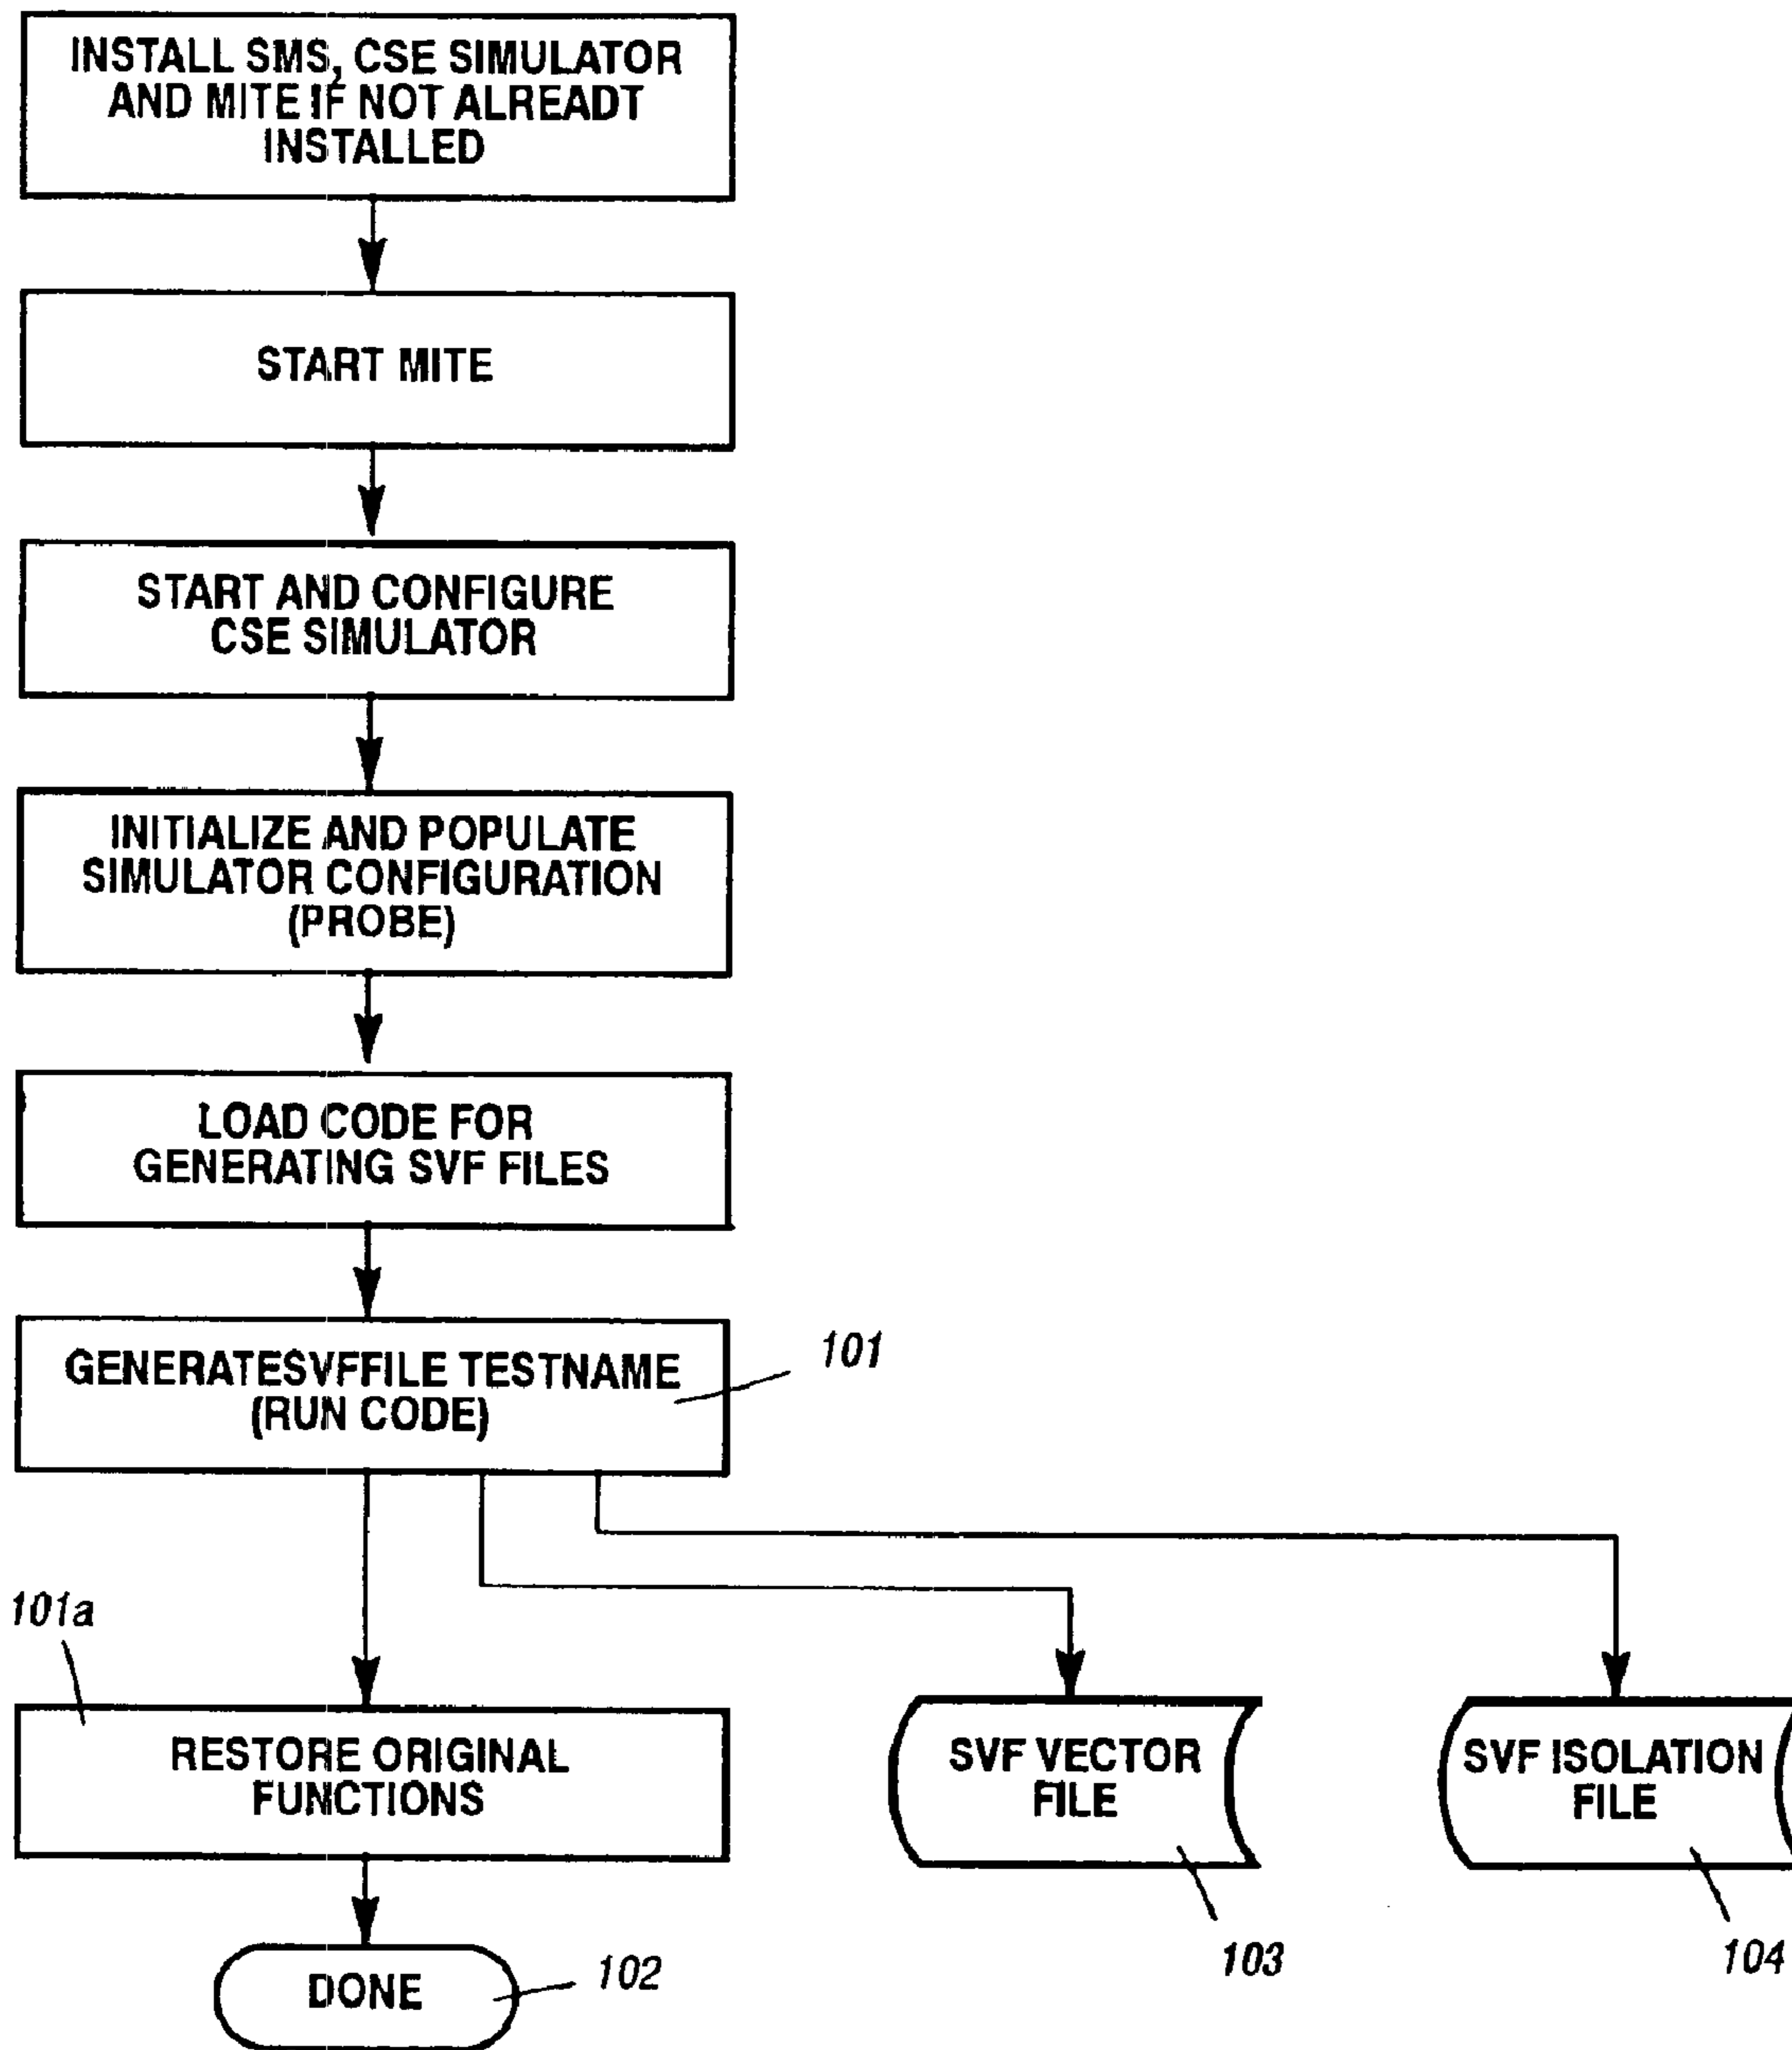 INSTALL SMS, CSE SIMULATOR
AND MITE IF NOT ALREADT
INSTALLED
START MITE
START AND CONFIGURE
CSE SIMULATOR
INITIALIZE AND POPULATE
SIMULATOR CONFIGURATION
(PROBE)
LOAD CODE FOR
GENERATING SVF FILES
GENERATESVFFILE TESTNAME
(RUN CODE)
101
101a
RESTORE ORIGINAL
FUNCTIONS
SVF VECTOR
FILE
SVF ISOLATION
FILE
103
104
DONE
102